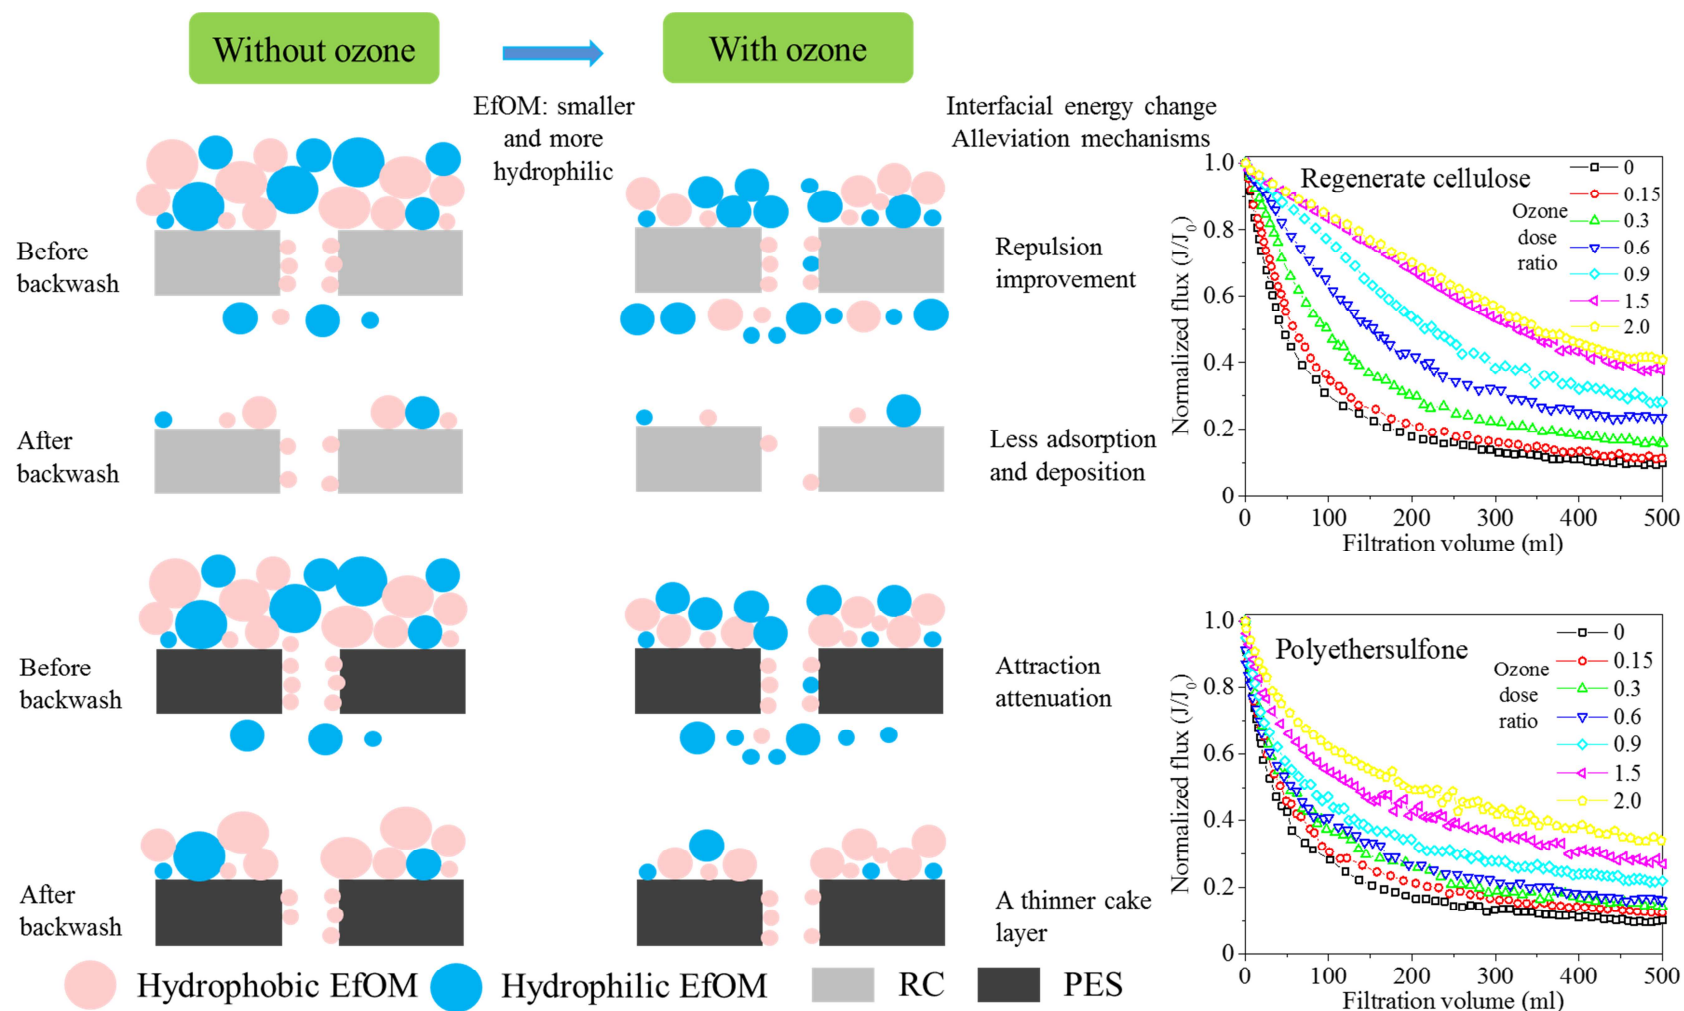 Without ozone
With ozone
EfOM: smaller
and more
hydrophilic
Interfacial energy change
Alleviation mechanisms
Before
backwash
Repulsion
improvement
After
backwash
Less adsorption
and deposition
Before
backwash
Attraction
attenuation
After
backwash
A thinner cake
layer
Hydrophobic EfOM
Hydrophilic EfOM
RC
PES
Regenerate cellulose
Ozone
dose
ratio
0
0.15
0.3
0.6
0.9
1.5
2.0
Normalized flux (J/J0)
1.0
0.8
0.6
0.4
0.2
0
0 100 200 300 400 500
Filtration volume (ml)
Polyethersulfone
Ozone
dose
ratio
0
0.15
0.3
0.6
0.9
1.5
2.0
Normalized flux (J/J0)
1.0
0.8
0.6
0.4
0.2
0
0 100 200 300 400 500
Filtration volume (ml)